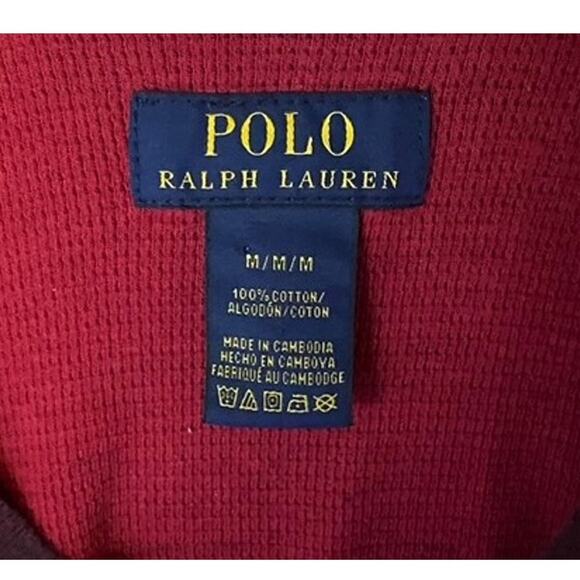 POLO
RALPH LAUREN
M/M/M
100% COTTON/
ALGODÓN/COTON
MADE IN CAMBODIA
HECHO EN CAMBOYA
FABRIQUÉ AU CAMBODGE